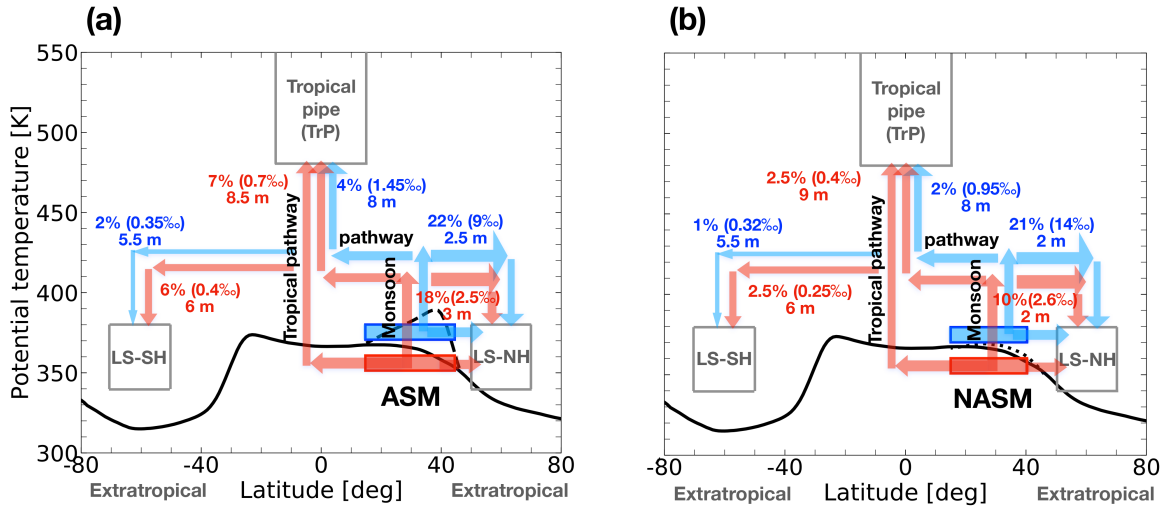 (a)
550
500
450
400
350
300
Potential temperature [K]
Tropical
pipe
(TrP)
7% (0.7‰)
8.5 m
4% (1.45‰)
8 m
2% (0.35‰)
5.5 m
22% (9‰)
2.5 m
6% (0.4‰)
6 m
18%(2.5‰)
3 m
Tropical pathway
pathway
Monsoon
LS-SH
LS-NH
ASM
-80
-40
0
40
80
Extratropical
Latitude [deg]
Extratropical
(b)
Tropical
pipe
(TrP)
2.5% (0.4‰)
9 m
2% (0.95‰)
8 m
1% (0.32‰)
5.5 m
21% (14‰)
2 m
2.5% (0.25‰)
6 m
10%(2.6‰)
2 m
Tropical pathway
pathway
Monsoon
LS-SH
LS-NH
NASM
-80
-40
0
40
80
Extratropical
Latitude [deg]
Extratropical